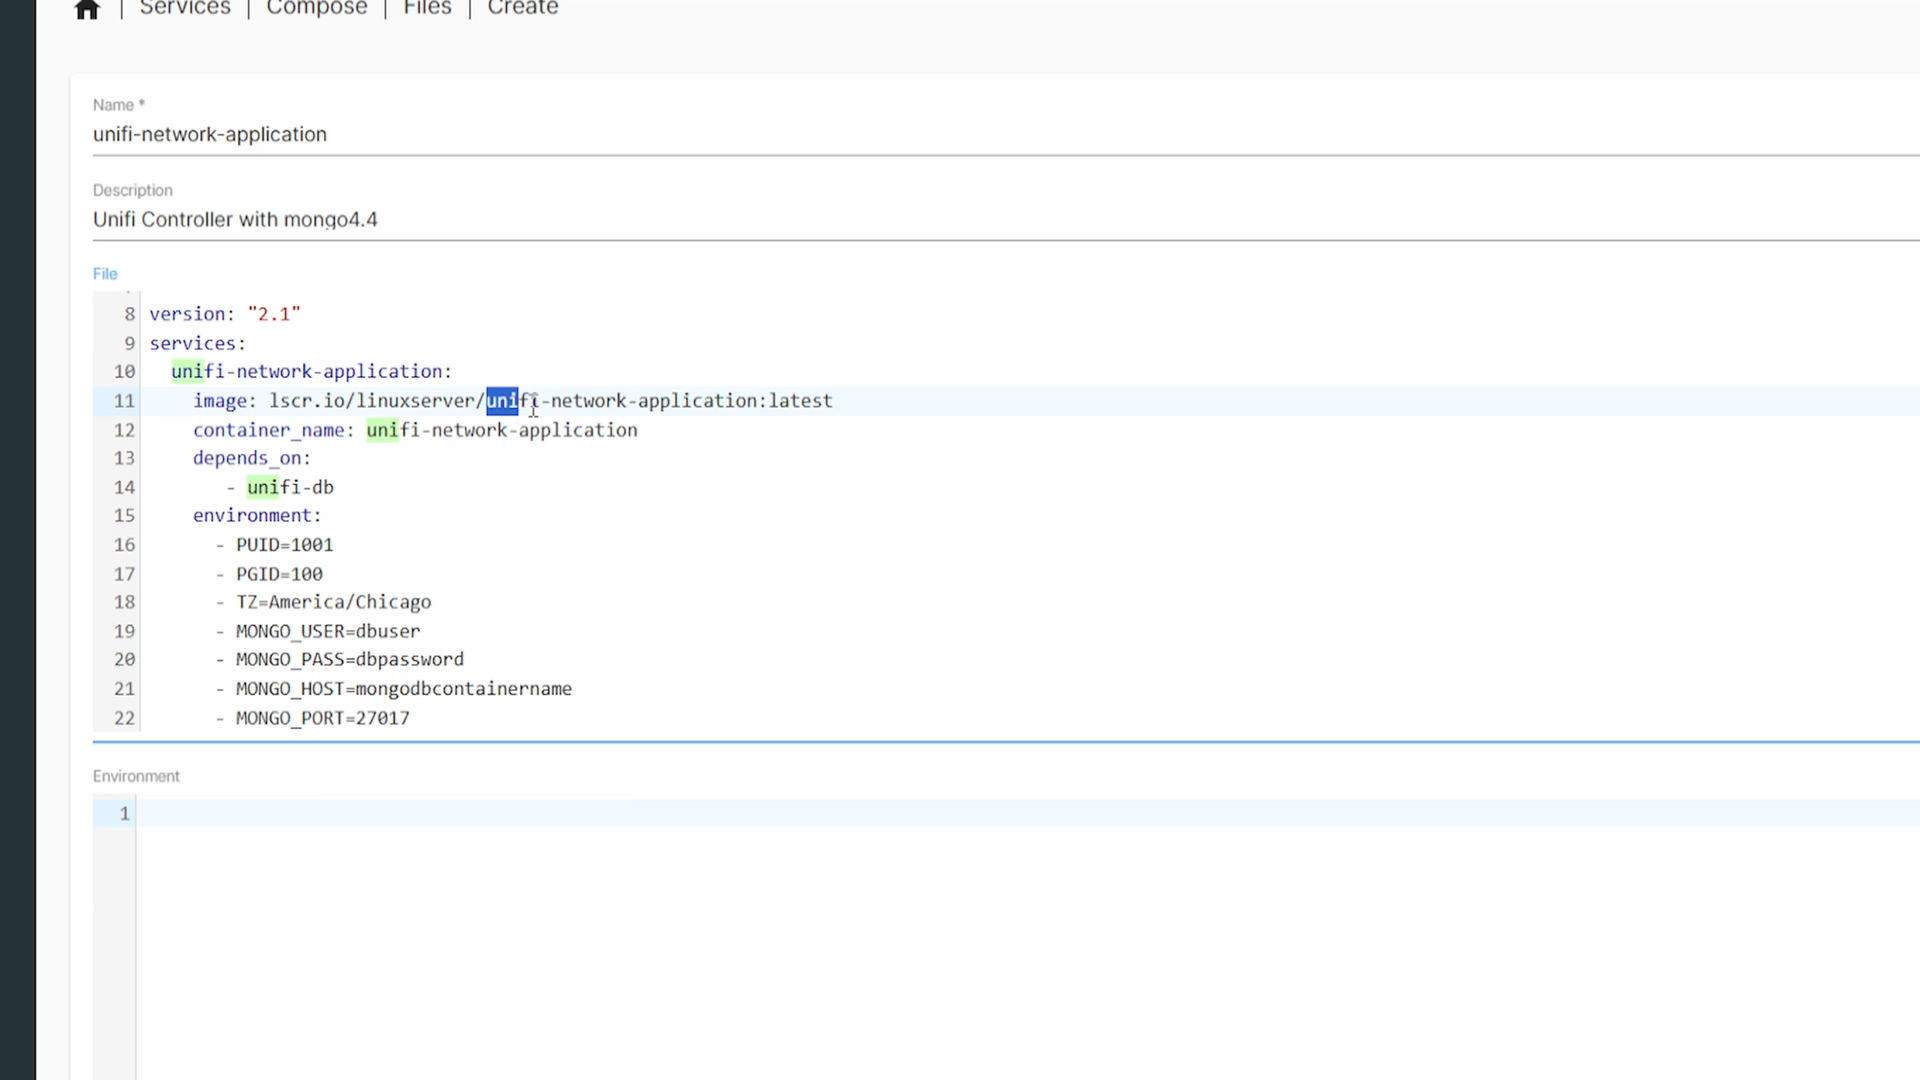 Services | Compose | Files | Create
Name *
unifi-network-application
Description
Unifi Controller with mongo4.4
File
8 version: "2.1"
9 services:
10 unifi-network-application:
11 image: lscr.io/linuxserver/unifi-network-application:latest
12 container_name: unifi-network-application
13 depends_on:
14 - unifi-db
15 environment:
16 - PUID=1001
17 - PGID=100
18 - TZ=America/Chicago
19 - MONGO_USER=dbuser
20 - MONGO_PASS=dbpassword
21 - MONGO_HOST=mongodbcontainername
22 - MONGO_PORT=27017
Environment
1